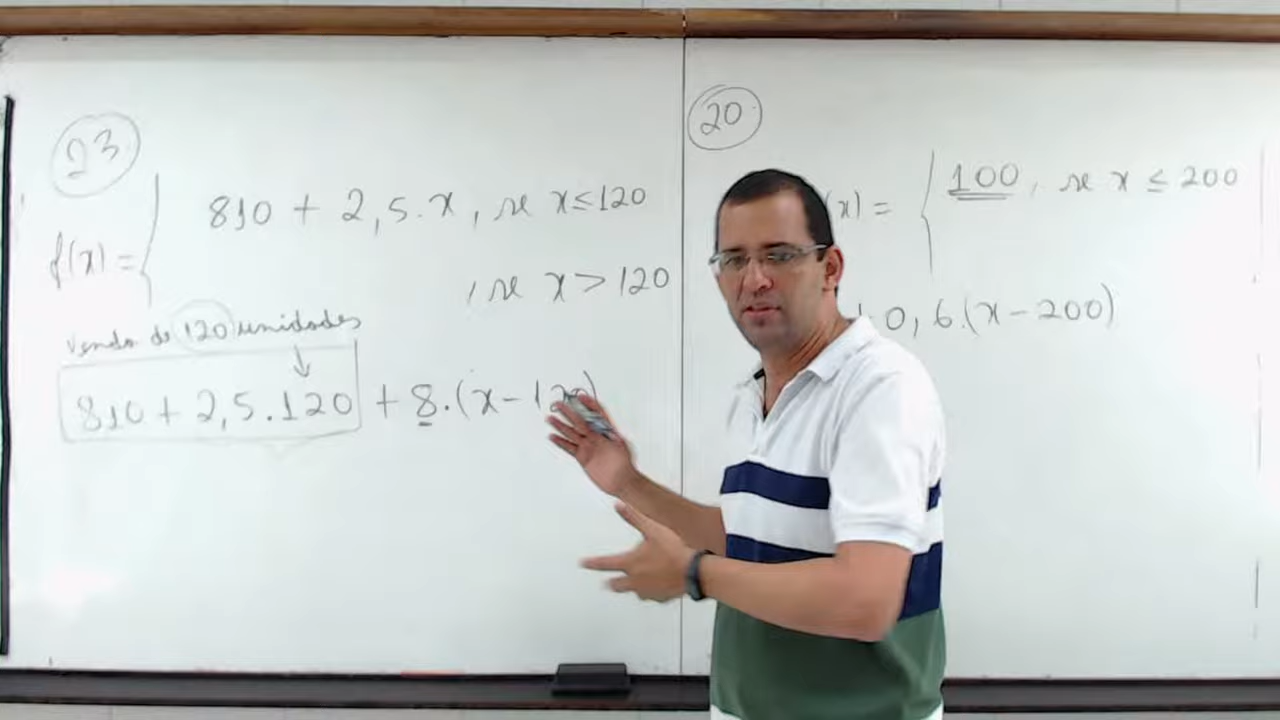 23
f(x) = { 810 + 2,5.x, se x ≤ 120
, se x > 120
Venda de 120 unidades
↓
810 + 2,5.120 + 8.(x - 120)
20
(x) = { 100, se x ≤ 200
0,6.(x - 200)